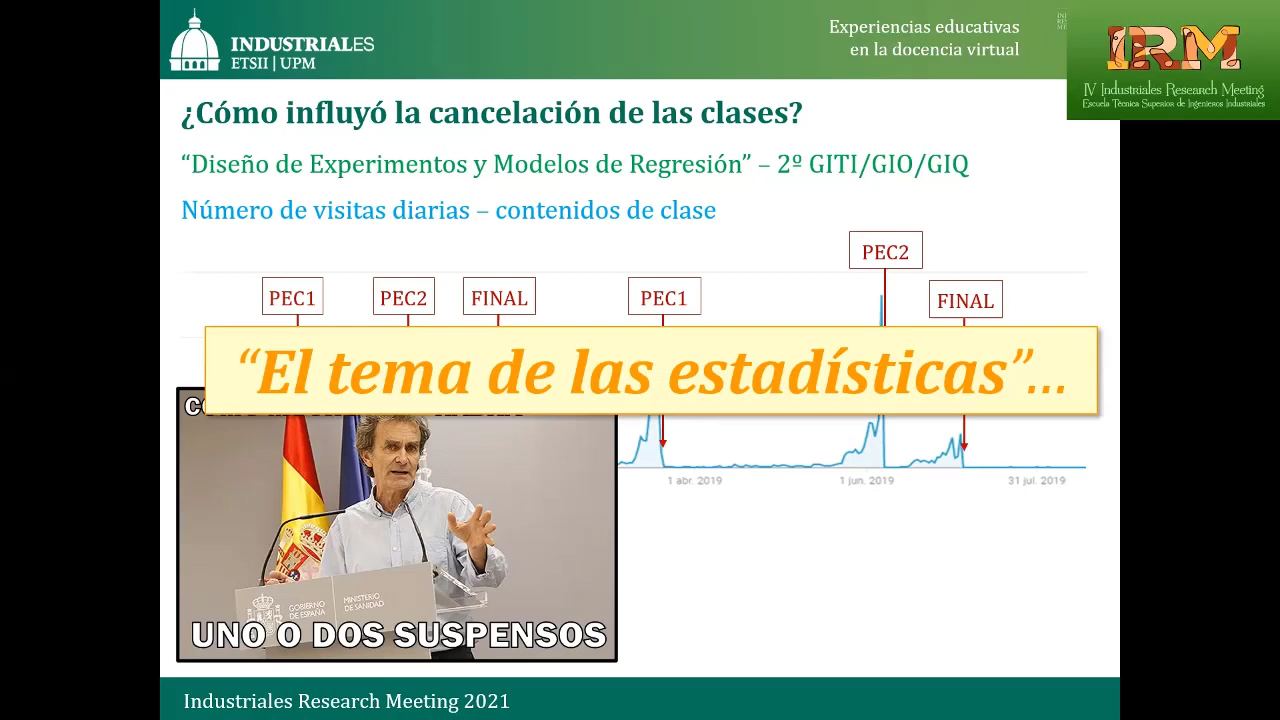 INDUSTRIALES
ETSII | UPM
Experiencias educativas
en la docencia virtual
IRM
IV Industriales Research Meeting
Escuela Técnica Superior de Ingenieros Industriales
¿Cómo influyó la cancelación de las clases?
“Diseño de Experimentos y Modelos de Regresión” – 2º GITI/GIO/GIQ
Número de visitas diarias – contenidos de clase
PEC1
PEC2
FINAL
PEC1
PEC2
FINAL
“El tema de las estadísticas”...
1 abr. 2019
1 jun. 2019
31 jul. 2019
GOBIERNO
DE ESPAÑA
MINISTERIO
DE SANIDAD
UNO O DOS SUSPENSOS
Industriales Research Meeting 2021